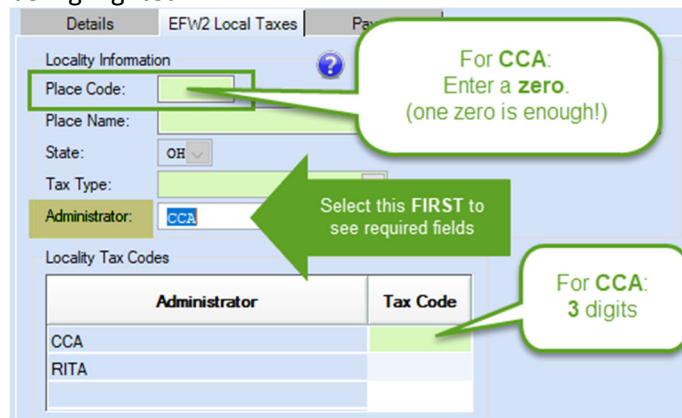 Details EFW2 Local Taxes
Locality Information
For CCA:
Place Code:
Enter a zero.
(one zero is enough!)
Place Name:
State: OH
Tax Type:
Select this FIRST to
Administrator: CCA
see required fields
Locality Tax Codes
For CCA:
Administrator Tax Code
3 digits
CCA
RITA